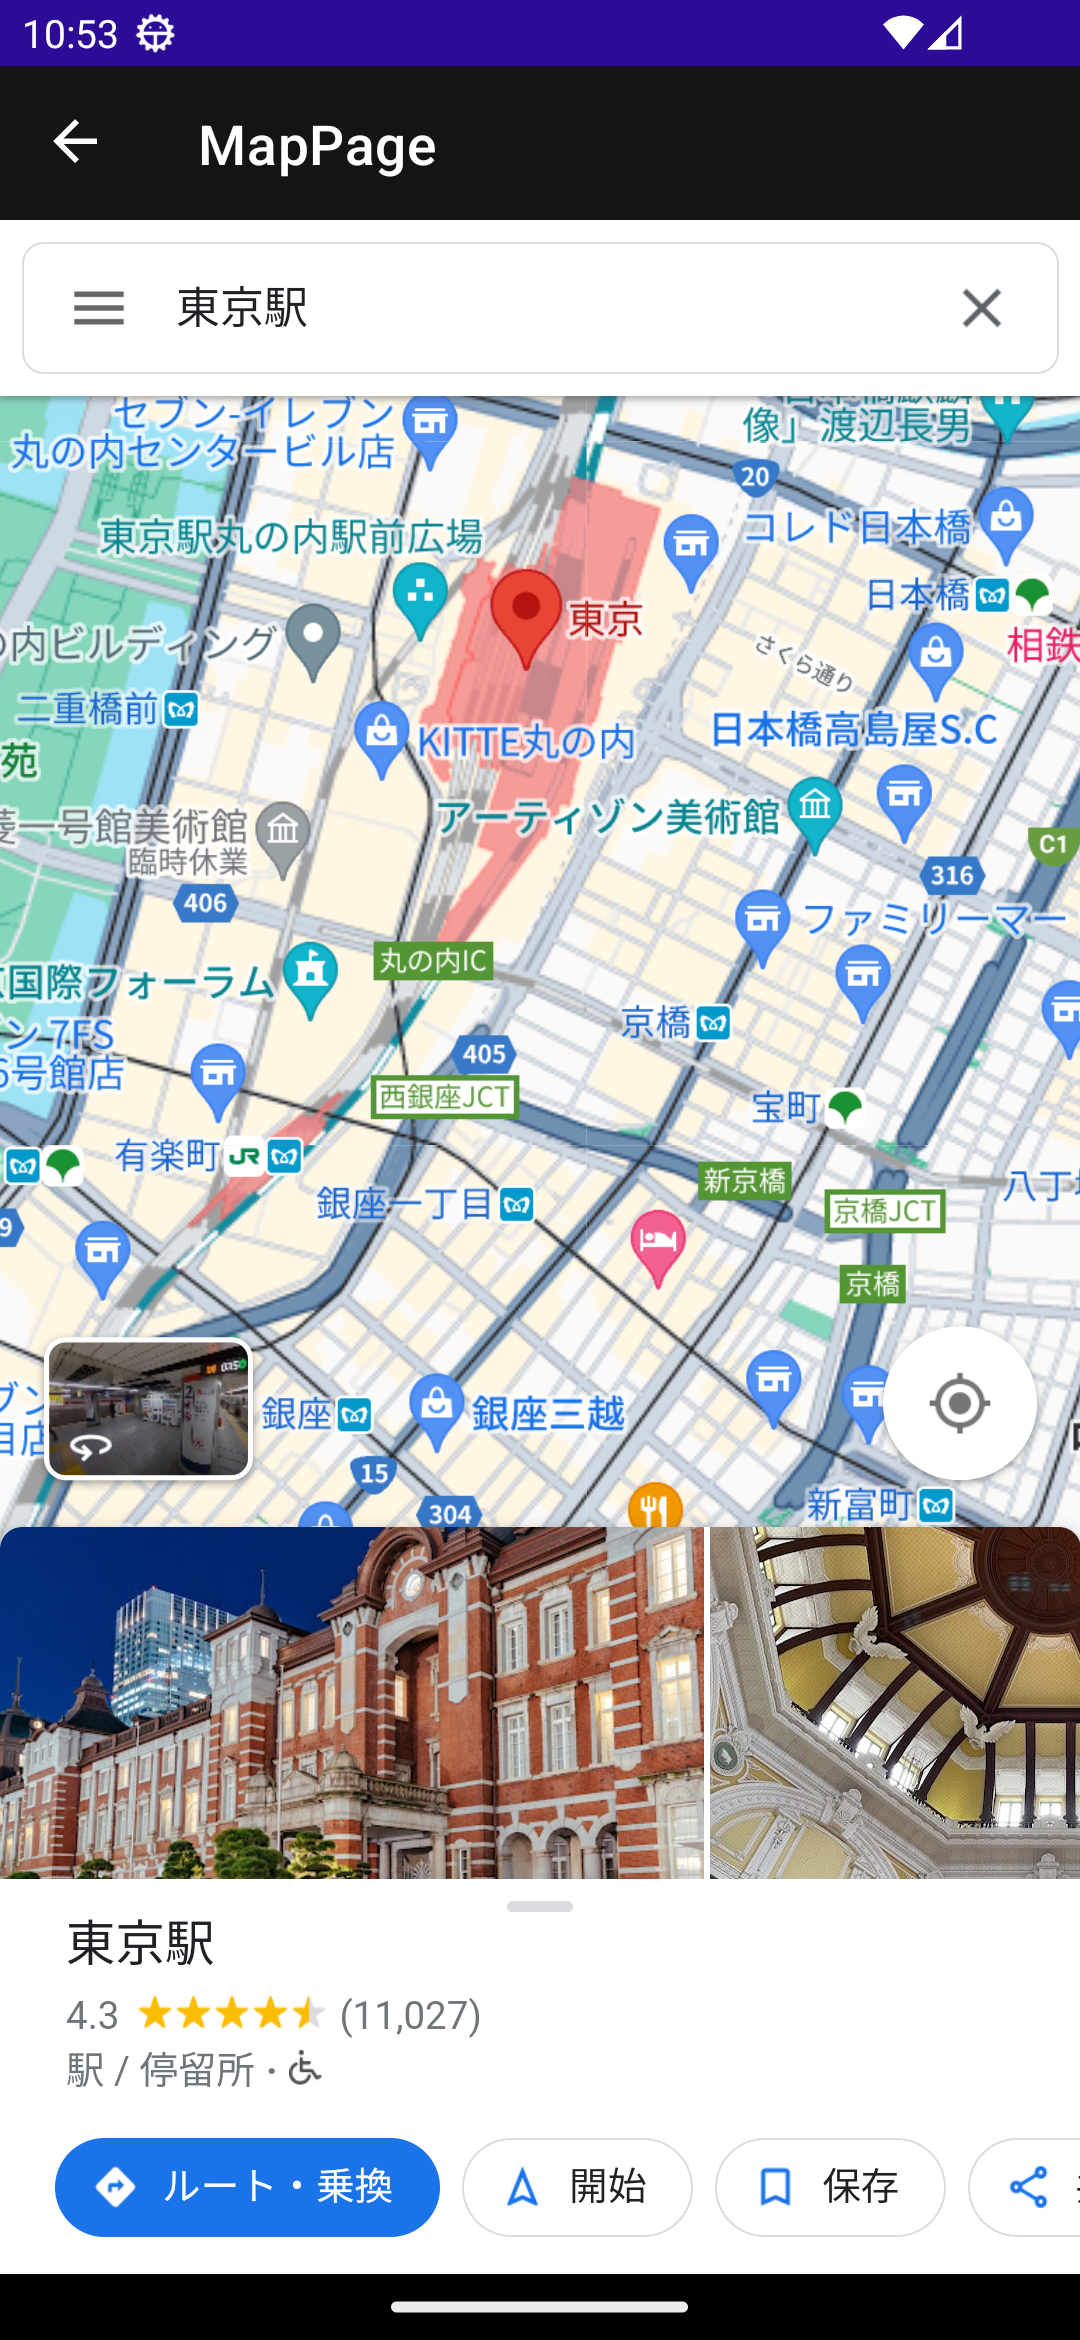 10:53
MapPage
東京駅
セブン-イレブン
丸の内センタービル店
像」渡辺長男
20
東京駅丸の内駅前広場
コレド日本橋
日本橋
東京
の内ビルディング
相鉄
さくら通り
二重橋前
日本橋高島屋S.C
KITTE丸の内
苑
アーティゾン美術館
菱一号館美術館
臨時休業
C1
316
406
ファミリーマー
丸の内IC
国際フォーラム
京橋
ン 7FS
405
号館店
西銀座JCT
宝町
有楽町
JR
新京橋
八丁
銀座一丁目
京橋JCT
9
京橋
ブン
目店
銀座
銀座三越
15
304
新富町
東京駅
4.3 (11,027)
駅 / 停留所 ·
ルート・乗換
開始
保存